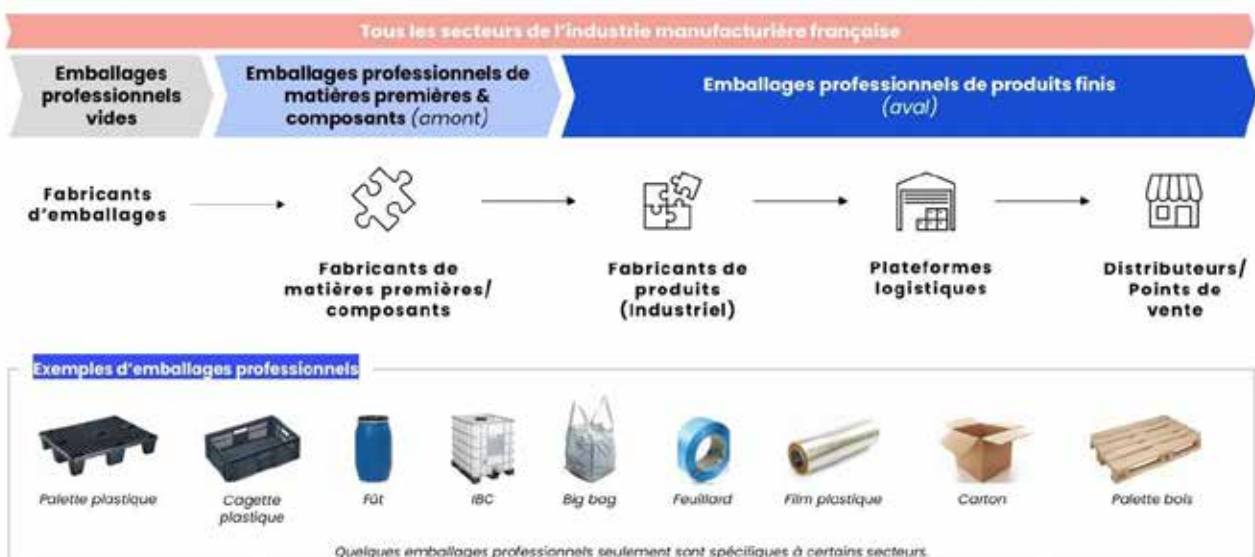 Tous les secteurs de l'industrie manufacturière française
Emballages
professionnels
vides
Emballages professionnels de
matières premières &
composants (amont)
Emballages professionnels de produits finis
(aval)
Fabricants
d'emballages
Fabricants de
matières premières/
composants
Fabricants de
produits
(Industriel)
Plateformes
logistiques
Distributeurs/
Points de
vente
Exemples d'emballages professionnels
Palette plastique
Cagette
plastique
Fût
IBC
Big bag
Feuillard
Film plastique
Carton
Palette bois
Quelques emballages professionnels seulement sont spécifiques à certains secteurs.